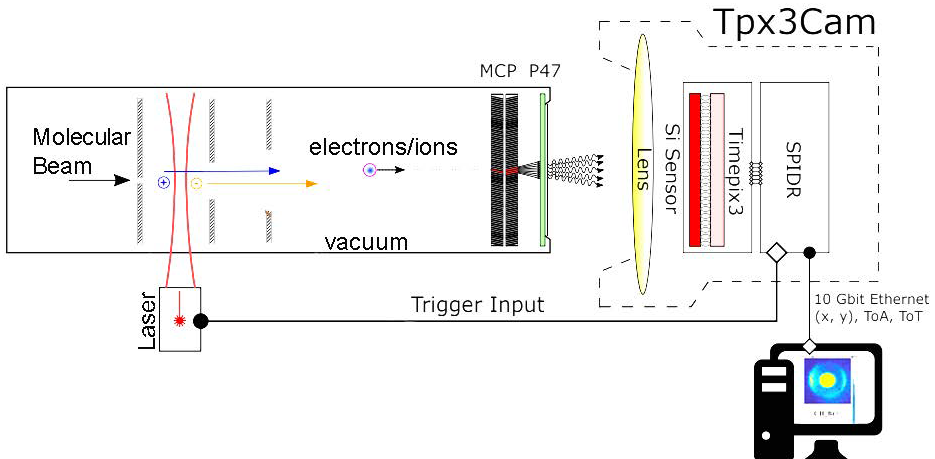 Tpx3Cam
MCP P47
Molecular
Beam
electrons/ions
vacuum
Lens
Si Sensor
Timepix3
SPIDR
Laser
Trigger Input
10 Gbit Ethernet
(x, y), ToA, ToT